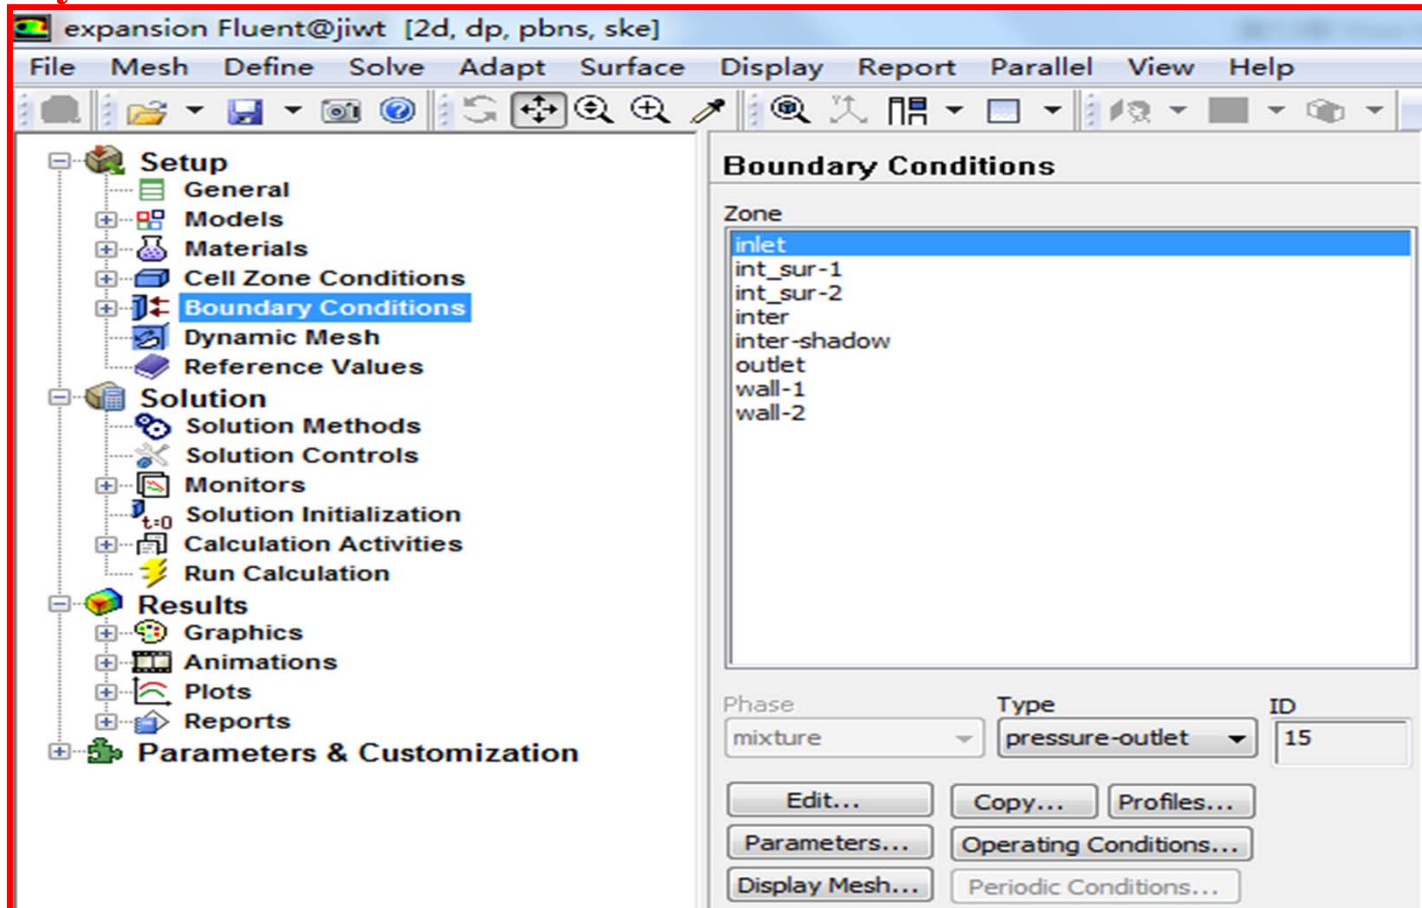 expansion Fluent@jiwt [2d, dp, pbns, ske]
File Mesh Define Solve Adapt Surface Display Report Parallel View Help
Setup
General
Models
Materials
Cell Zone Conditions
Boundary Conditions
Dynamic Mesh
Reference Values
Solution
Solution Methods
Solution Controls
Monitors
t=0 Solution Initialization
Calculation Activities
Run Calculation
Results
Graphics
Animations
Plots
Reports
Parameters & Customization
Boundary Conditions
Zone
inlet
int_sur-1
int_sur-2
inter
inter-shadow
outlet
wall-1
wall-2
Phase Type ID
mixture pressure-outlet 15
Edit... Copy... Profiles...
Parameters... Operating Conditions...
Display Mesh... Periodic Conditions...